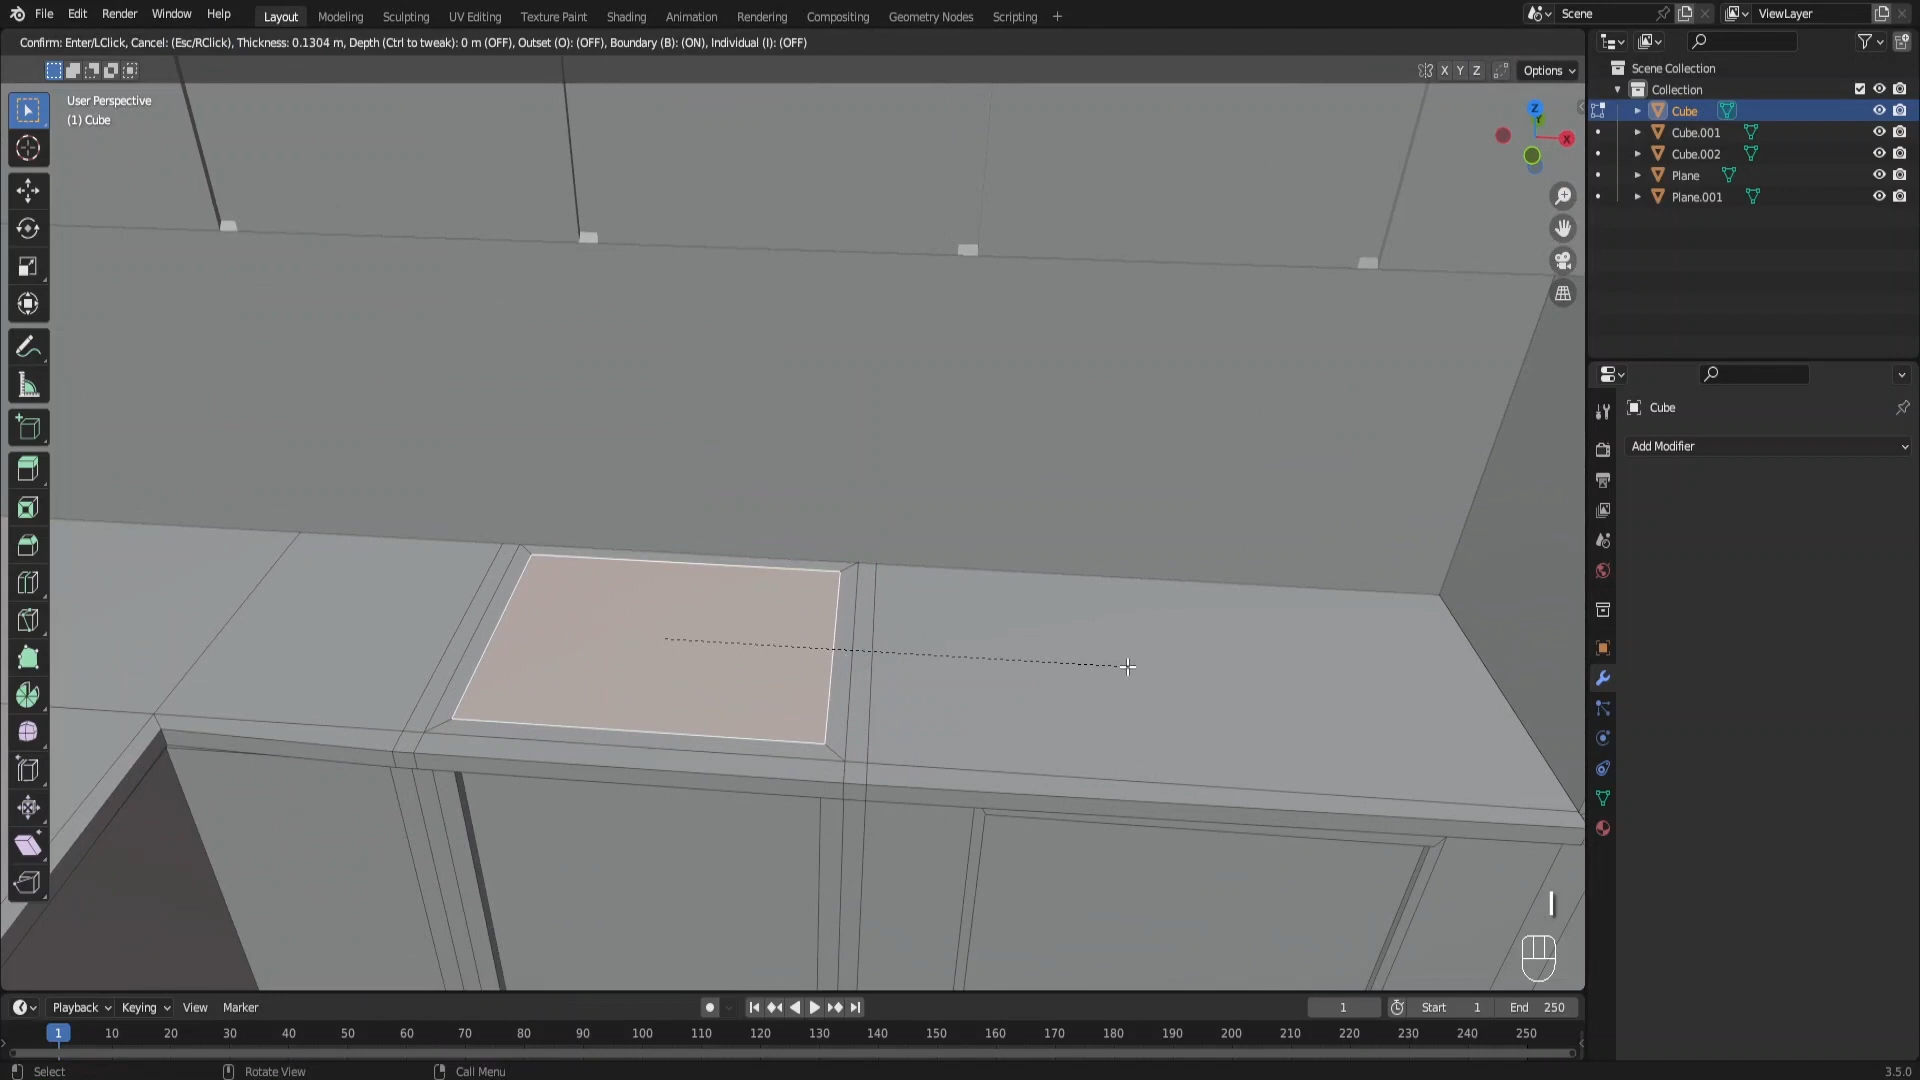 File Edit Render Window Help Layout Modeling Sculpting UV Editing Texture Paint Shading Animation Rendering Compositing Geometry Nodes Scripting + Scene ViewLayer
Confirm: Enter/LClick, Cancel: (Esc/RClick), Thickness: 0.1304 m, Depth (Ctrl to tweak): 0 m (OFF), Outset (O): (OFF), Boundary (B): (ON), Individual (I): (OFF)
X Y Z Options
User Perspective
(1) Cube
Z
Y
X
Scene Collection
Collection
Cube
Cube.001
Cube.002
Plane
Plane.001
Cube
Add Modifier
I
Playback Keying View Marker 1 Start 1 End 250
1 10 20 30 40 50 60 70 80 90 100 110 120 130 140 150 160 170 180 190 200 210 220 230 240 250
Select Rotate View Call Menu 3.5.0